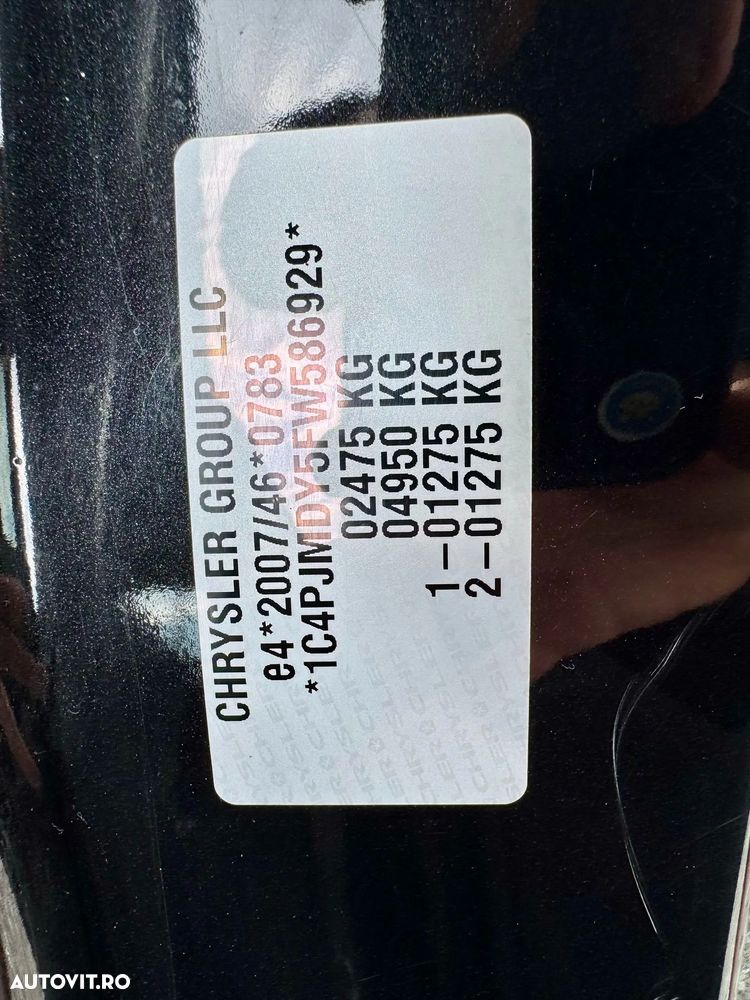 CHRYSLER GROUP LLC
e4*2007/46*0783
*1C4PJMDY5FW586929*
02475 KG
04950 KG
1-01275 KG
2-01275 KG
AUTOVIT.RO